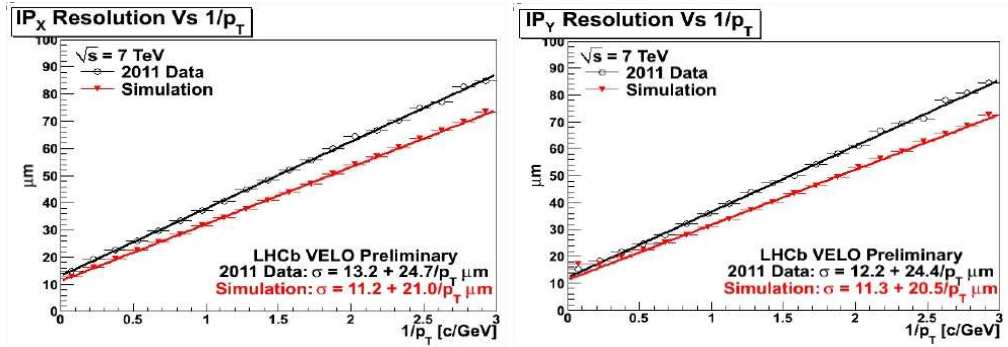 IP_X Resolution Vs 1/p_T
√s = 7 TeV
2011 Data
Simulation
100
90
80
70
60
50
40
30
20
10
0
μm
LHCb VELO Preliminary
2011 Data: σ = 13.2 + 24.7/p_T μm
Simulation: σ = 11.2 + 21.0/p_T μm
0 0.5 1 1.5 2 2.5 3
1/p_T [c/GeV]
IP_Y Resolution Vs 1/p_T
√s = 7 TeV
2011 Data
Simulation
100
90
80
70
60
50
40
30
20
10
0
μm
LHCb VELO Preliminary
2011 Data: σ = 12.2 + 24.4/p_T μm
Simulation: σ = 11.3 + 20.5/p_T μm
0 0.5 1 1.5 2 2.5 3
1/p_T [c/GeV]